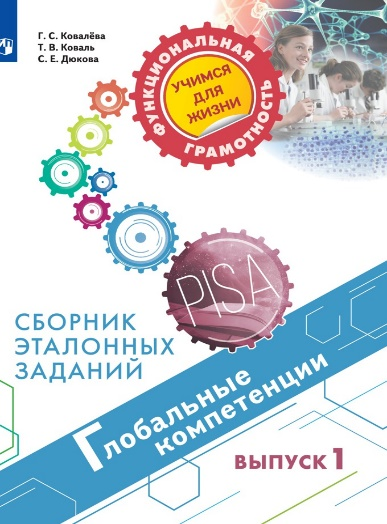 Г. С. Ковалёва
Т. В. Коваль
С. Е. Дюкова
ФУНКЦИОНАЛЬНАЯ
УЧИМСЯ
ДЛЯ
ЖИЗНИ
ГРАМОТНОСТЬ
PISA
СБОРНИК
ЭТАЛОННЫХ
ЗАДАНИЙ
Глобальные
компетенции
ВЫПУСК 1